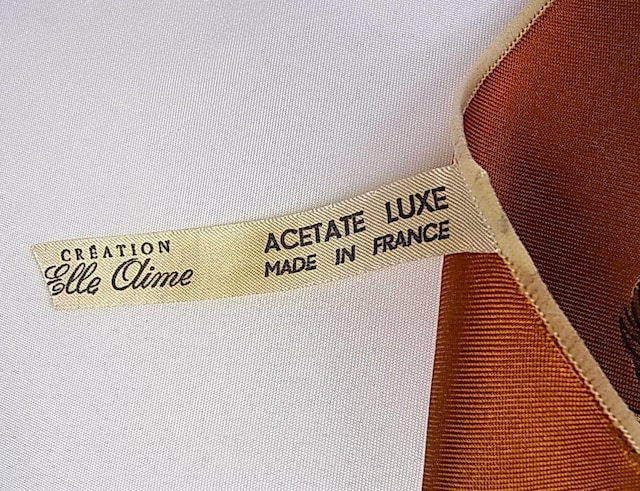 CRÉATION
Elle Aime
ACETATE LUXE
MADE IN FRANCE